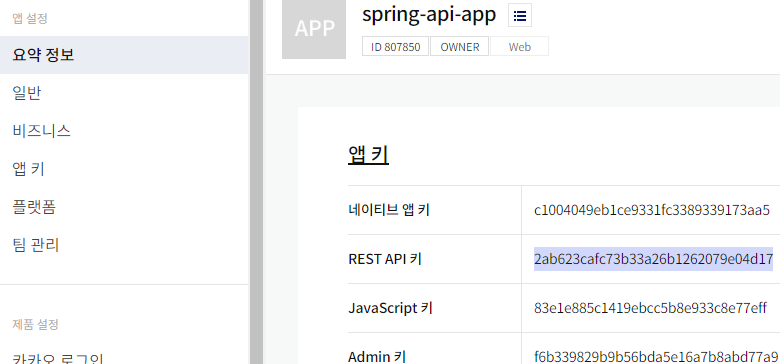 앱 설정
요약 정보
일반
비즈니스
앱 키
플랫폼
팀 관리
제품 설정
카카오 로그인
APP
spring-api-app
ID 807850 OWNER Web
앱 키
네이티브 앱 키 c1004049eb1ce9331fc3389339173aa5
REST API 키 2ab623cafc73b33a26b1262079e04d17
JavaScript 키 83e1e885c1419ebcc5b8e933c8e77eff
Admin 키 f6b339829b9b56bda5e16a7b8abd77a9